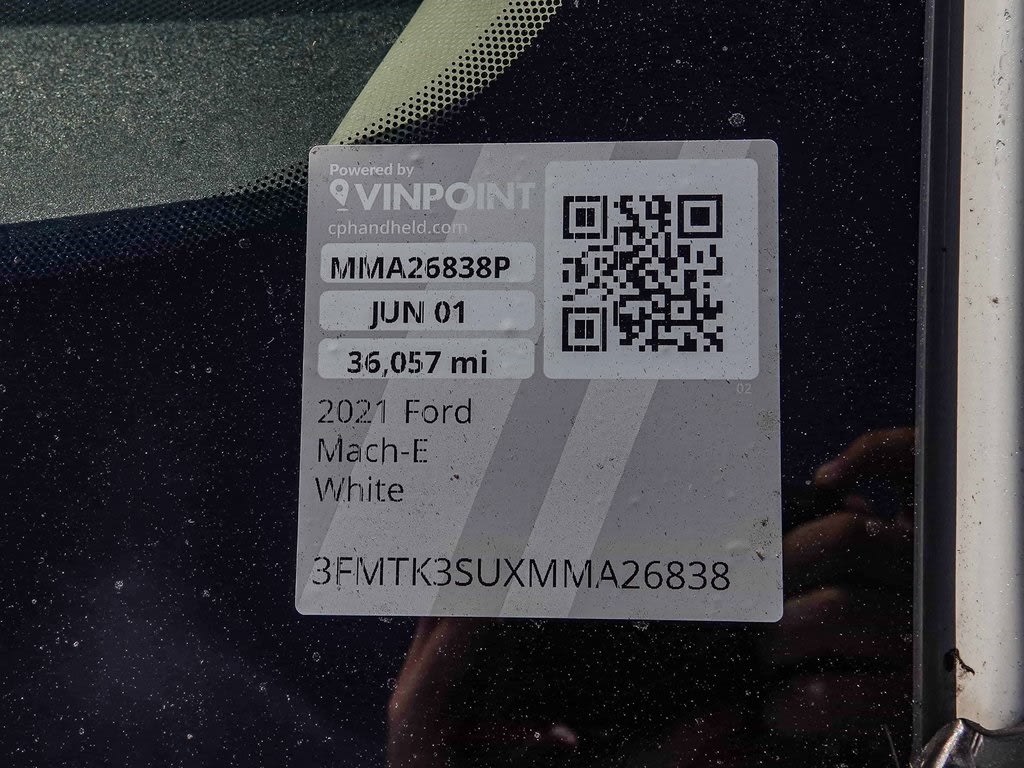 Powered by
VINPOINT
cphandheld.com
MMA26838P
JUN 01
36,057 mi
02
2021 Ford
Mach-E
White
3FMTK3SUXMMA26838